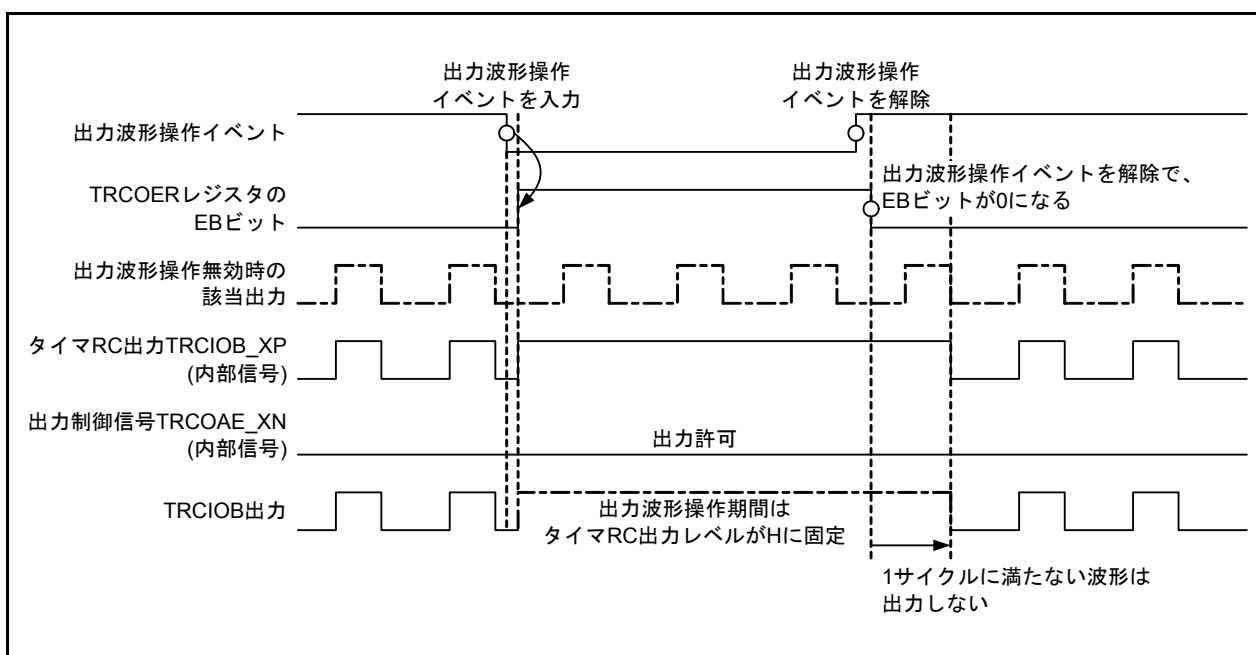 出力波形操作
イベントを入力
出力波形操作
イベントを解除
出力波形操作イベント
出力波形操作イベントを解除で、
EBビットが0になる
TRCOERレジスタの
EBビット
出力波形操作無効時の
該当出力
タイマRC出力TRCIOB_XP
(内部信号)
出力制御信号TRCOAE_XN
(内部信号)
出力許可
TRCIOB出力
出力波形操作期間は
タイマRC出力レベルがHに固定
1サイクルに満たない波形は
出力しない